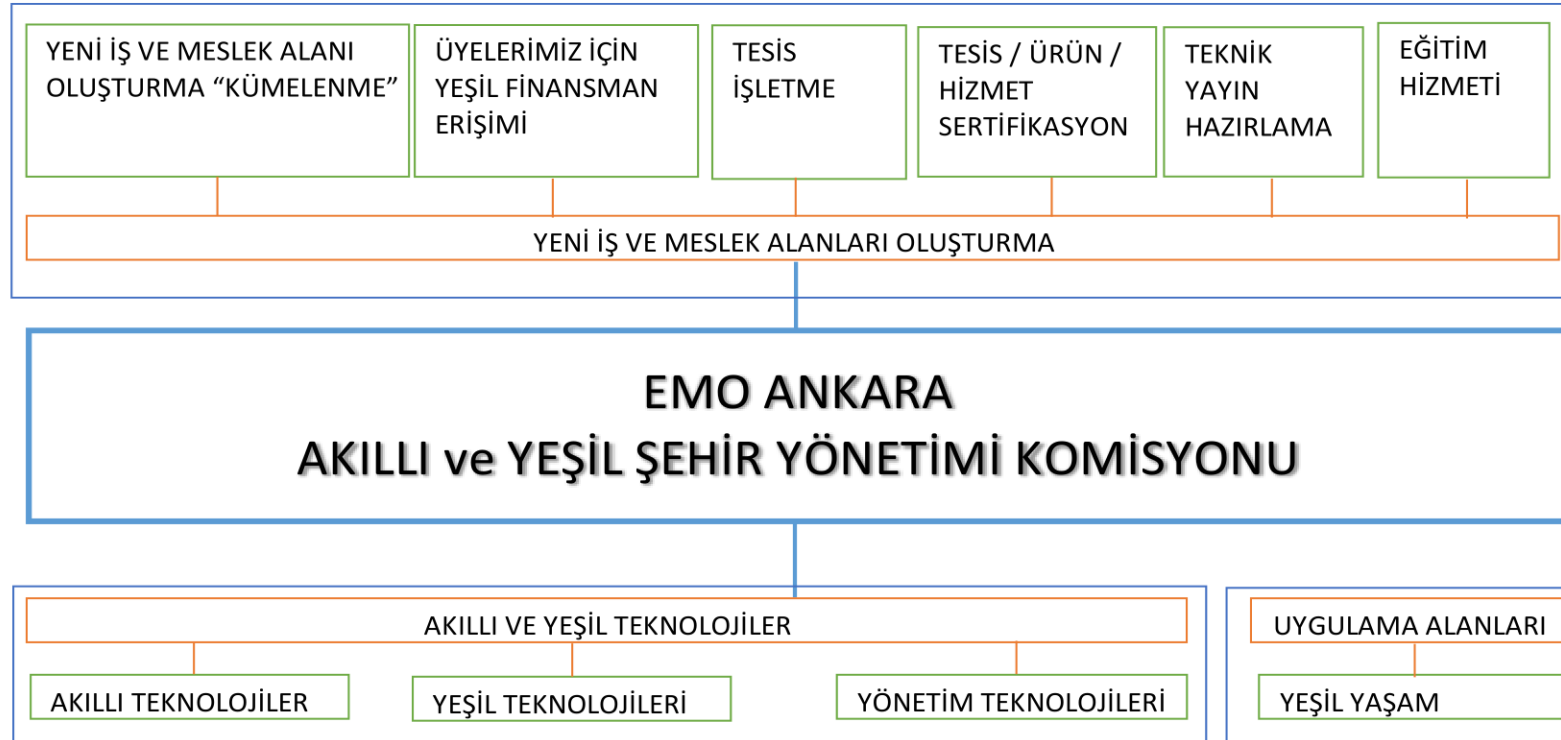 YENİ İŞ VE MESLEK ALANI
OLUŞTURMA “KÜMELENME”
ÜYELERİMİZ İÇİN
YEŞİL FİNANSMAN
ERİŞİMİ
TESİS
İŞLETME
TESİS / ÜRÜN /
HİZMET
SERTİFİKASYON
TEKNİK
YAYIN
HAZIRLAMA
EĞİTİM
HİZMETİ
YENİ İŞ VE MESLEK ALANLARI OLUŞTURMA
EMO ANKARA
AKILLI ve YEŞİL ŞEHİR YÖNETİMİ KOMİSYONU
AKILLI VE YEŞİL TEKNOLOJİLER
AKILLI TEKNOLOJİLER
YEŞİL TEKNOLOJİLERİ
YÖNETİM TEKNOLOJİLERİ
UYGULAMA ALANLARI
YEŞİL YAŞAM